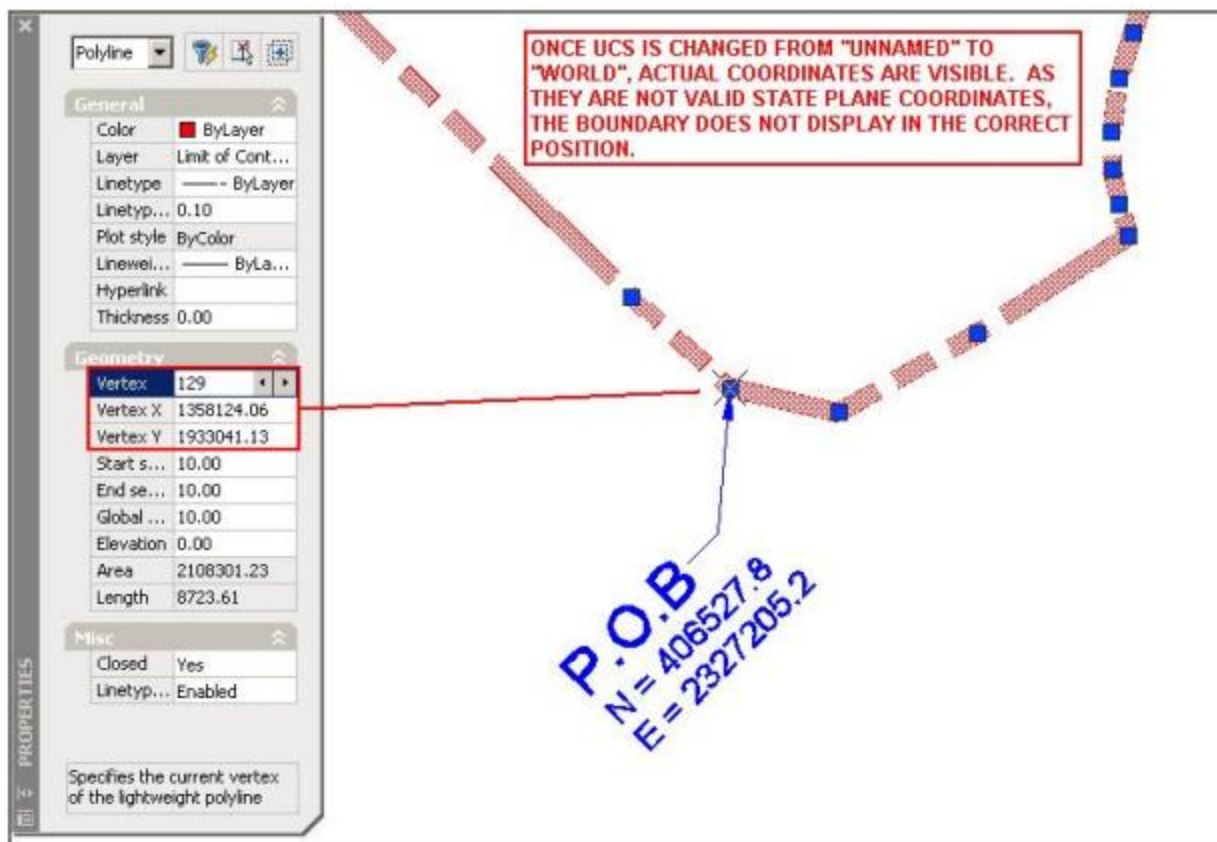 Polyline
General
Color ByLayer
Layer Limit of Cont...
Linetype ByLayer
Linetyp... 0.10
Plot style ByColor
Linewei... ByLa...
Hyperlink
Thickness 0.00
Geometry
Vertex 129
Vertex X 1358124.06
Vertex Y 1933041.13
Start s... 10.00
End se... 10.00
Global ... 10.00
Elevation 0.00
Area 2108301.23
Length 8723.61
Misc
Closed Yes
Linetyp... Enabled
Specifies the current vertex
of the lightweight polyline
PROPERTIES
ONCE UCS IS CHANGED FROM "UNNAMED" TO
"WORLD", ACTUAL COORDINATES ARE VISIBLE. AS
THEY ARE NOT VALID STATE PLANE COORDINATES,
THE BOUNDARY DOES NOT DISPLAY IN THE CORRECT
POSITION.
P.O.B
N = 406527.8
E = 2327205.2